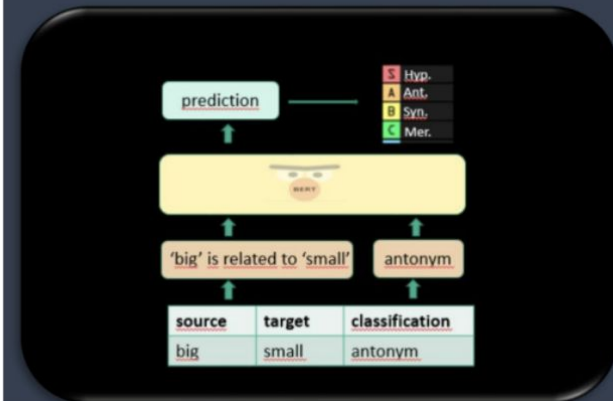 prediction
S Hyp.
A Ant.
B Syn.
C Mer.
BERT
'big' is related to 'small'
antonym
source target classification
big small antonym